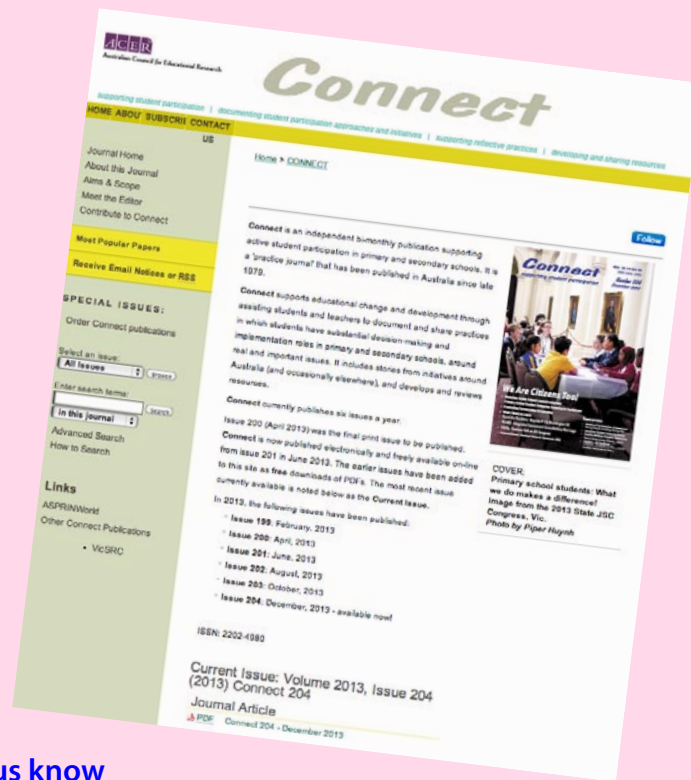 ACER
Australian Council for Educational Research
Connect
supporting student participation | documenting student participation approaches and initiatives | supporting reflective practices | developing and sharing resources
HOME ABOU SUBSCRI CONTACT
US
Journal Home
About this Journal
Aims & Scope
Meet the Editor
Contribute to Connect
Most Popular Papers
Receive Email Notices or RSS
SPECIAL ISSUES:
Order Connect publications
Select an issue:
All Issues
Browse
Enter search terms:
Search
in this journal
Advanced Search
How to Search
Links
ASPRINWorld
Other Connect Publications
• VicSRC
Home > CONNECT
Follow
Connect is an independent bi-monthly publication supporting
active student participation in primary and secondary schools. It is
a 'practice journal' that has been published in Australia since late
1979.
Connect supports educational change and development through
assisting students and teachers to document and share practices
in which students have substantial decision-making and
implementation roles in primary and secondary schools, around
real and important issues. It includes stories from initiatives around
Australia (and occasionally elsewhere), and develops and reviews
resources.
Connect currently publishes six issues a year.
Issue 200 (April 2013) was the final print issue to be published.
Connect is now published electronically and freely available on-line
from issue 201 in June 2013. The earlier issues have been added
to this site as free downloads of PDFs. The most recent issue
currently available is noted below as the Current Issue.
In 2013, the following issues have been published:
Issue 199: February, 2013
Issue 200: April, 2013
Issue 201: June, 2013
Issue 202: August, 2013
Issue 203: October, 2013
Issue 204: December, 2013 - available now!
ISSN: 2202-4980
Current Issue: Volume 2013, Issue 204
(2013) Connect 204
Journal Article
PDF Connect 204 - December 2013
Connect
supporting student participation
Number 204
December 2013
We Are Citizens Too!
COVER:
Primary school students: What
we do makes a difference!
Image from the 2013 State JSC
Congress, Vic.
Photo by Piper Huynh
us know